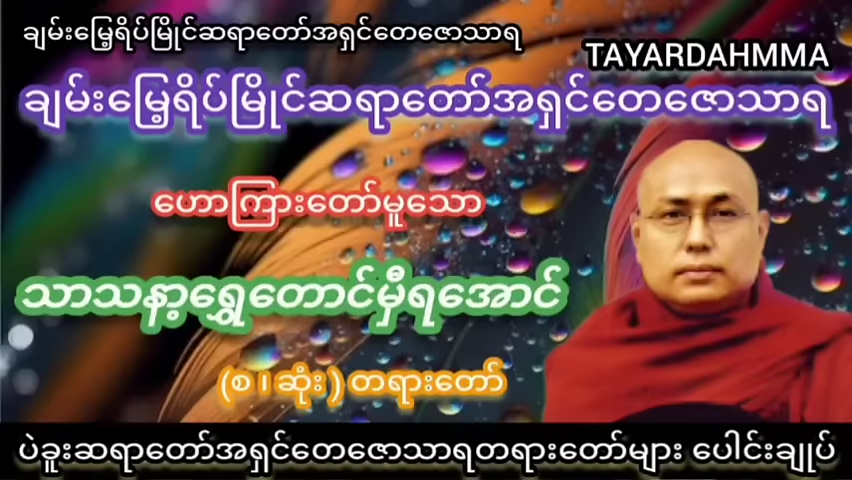 ချမ်းမြေ့ရိပ်မြိုင်ဆရာတော်အရှင်တေဇောသာရ
TAYARDAHMMA
ချမ်းမြေ့ရိပ်မြိုင်ဆရာတော်အရှင်တေဇောသာရ
ဟောကြားတော်မူသော
သာသနာ့ရွှေတောင်မှီရအောင်
(စ ၊ ဆုံး ) တရားတော်
ပဲခူးဆရာတော်အရှင်တေဇောသာရတရားတော်များ ပေါင်းချုပ်